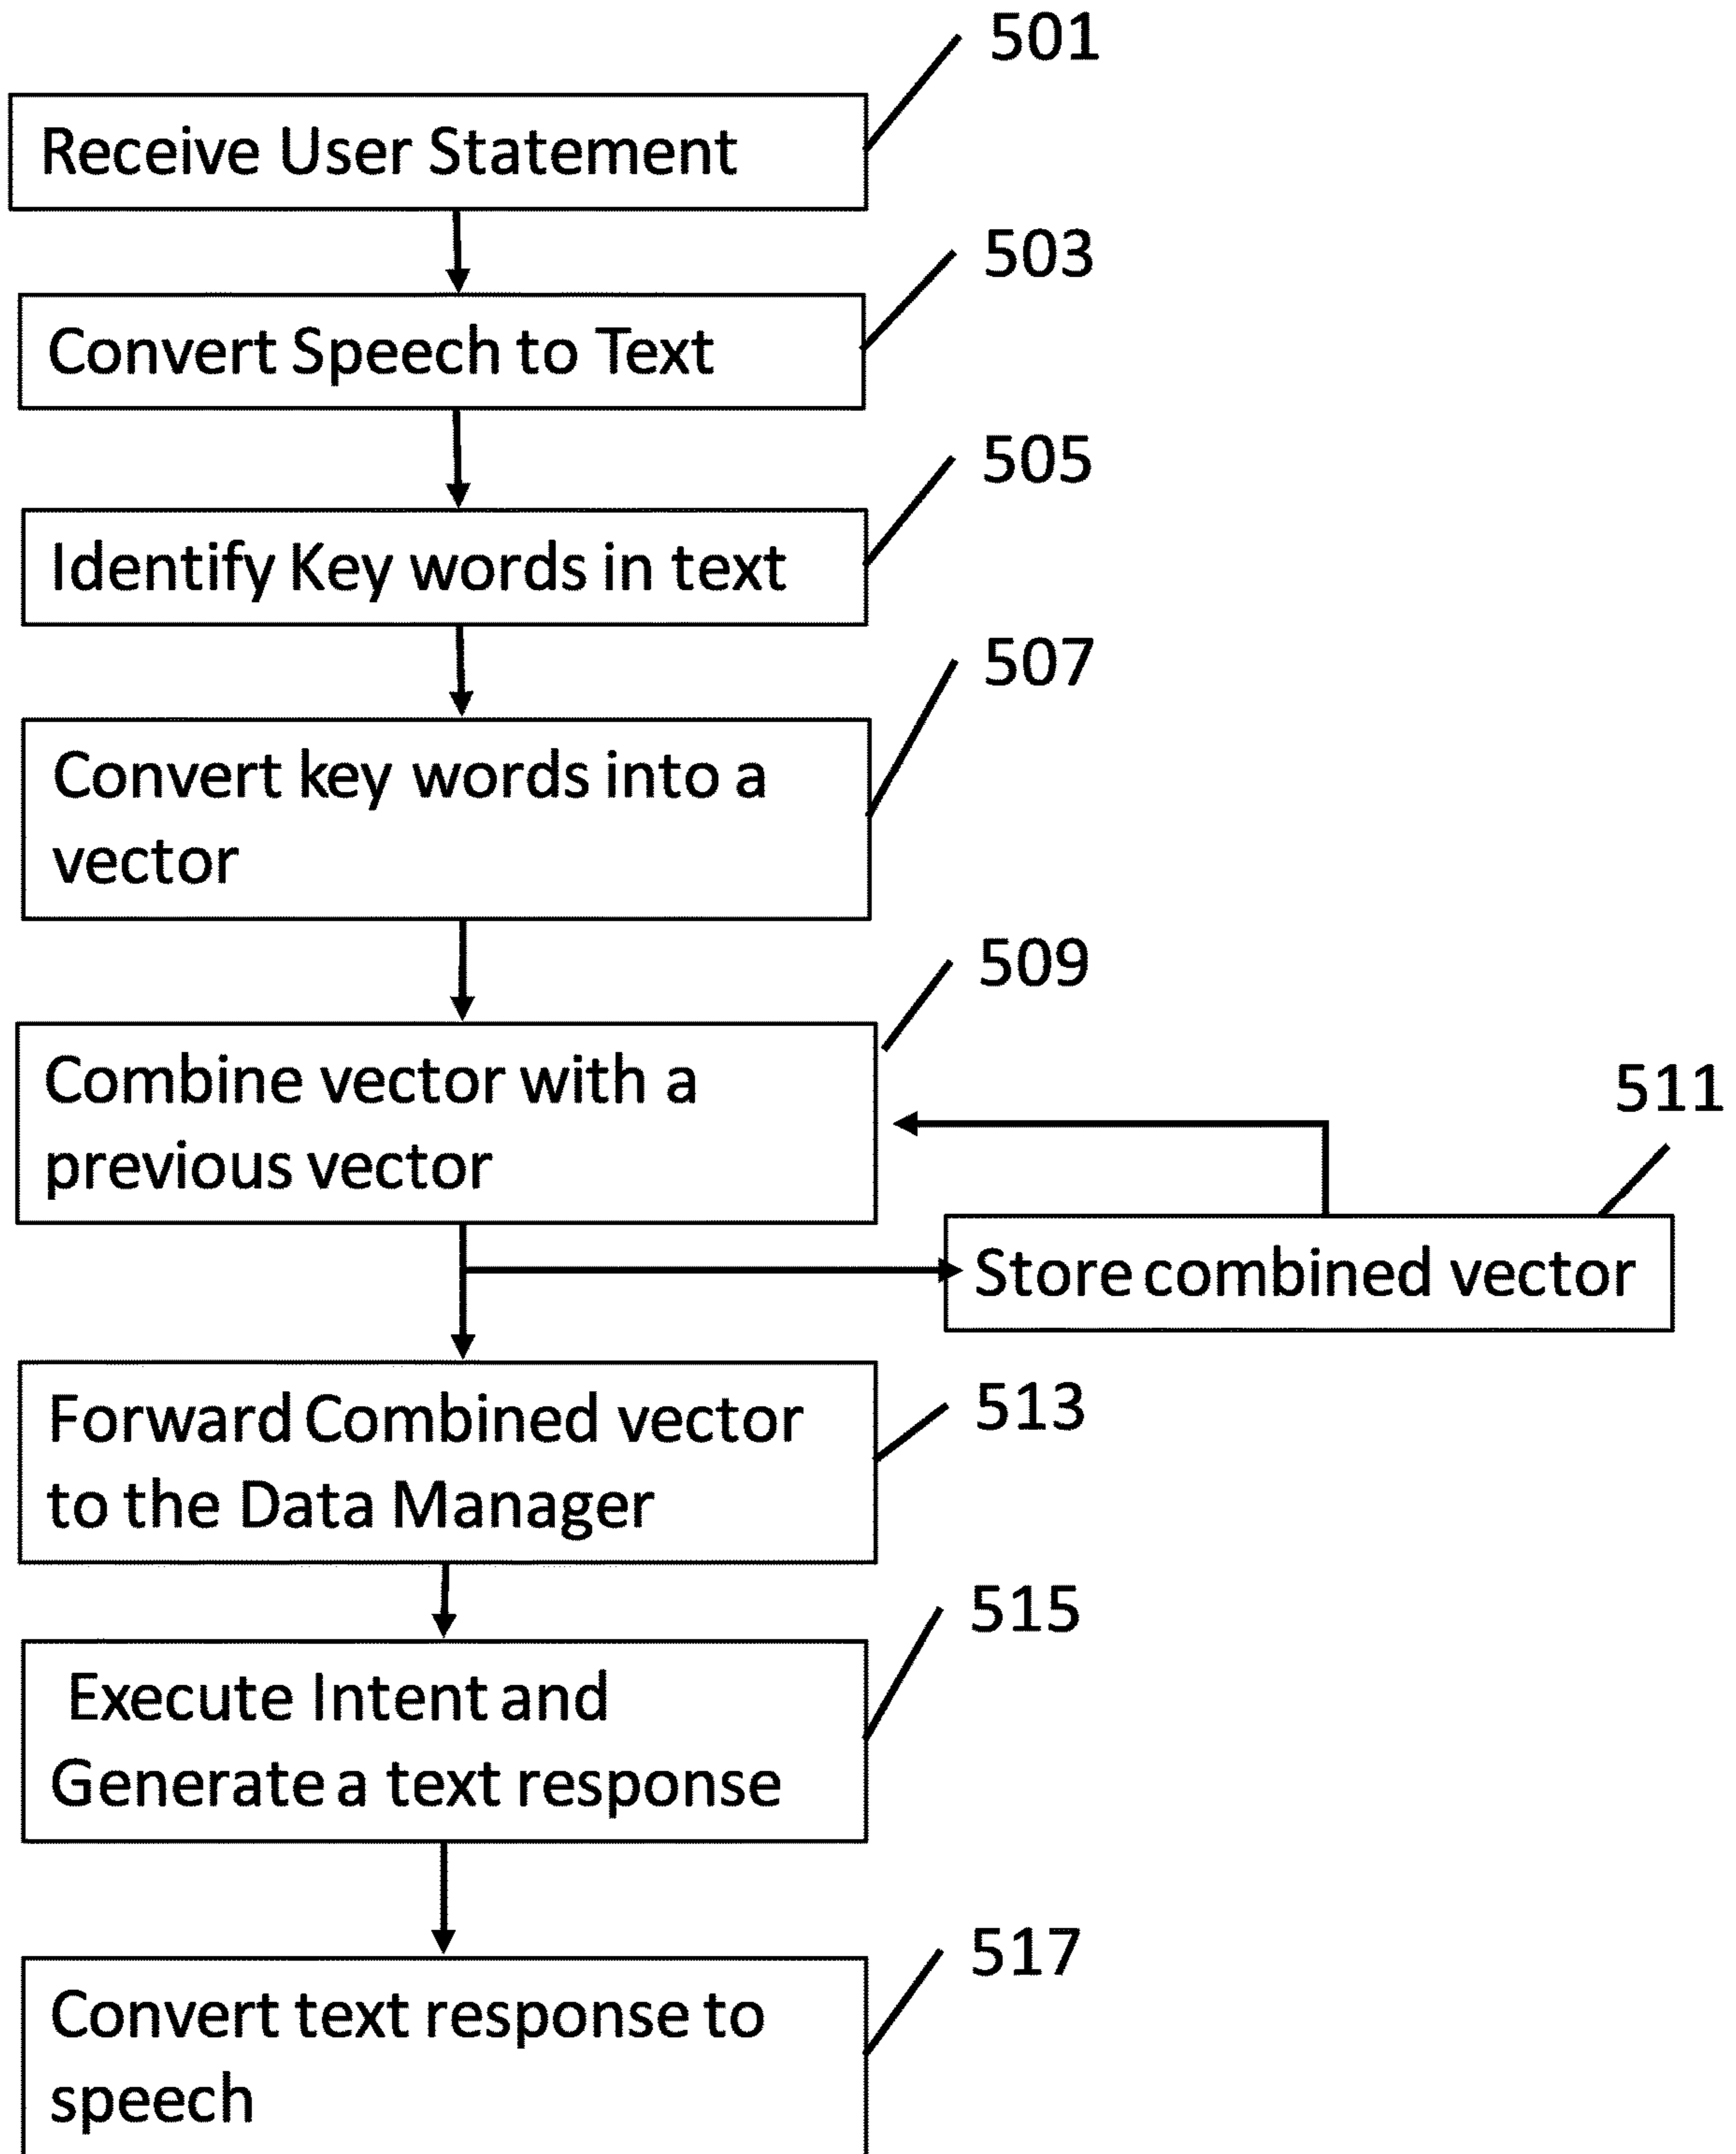 501
Receive User Statement
503
Convert Speech to Text
505
Identify Key words in text
507
Convert key words into a
vector
509
Combine vector with a
previous vector
511
Store combined vector
Forward Combined vector
to the Data Manager
513
515
Execute Intent and
Generate a text response
517
Convert text response to
speech